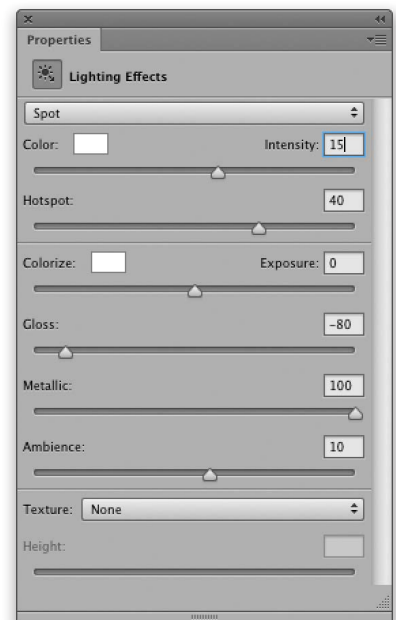 Properties
Lighting Effects
Spot
Color: Intensity: 15
Hotspot: 40
Colorize: Exposure: 0
Gloss: -80
Metallic: 100
Ambience: 10
Texture: None
Height: